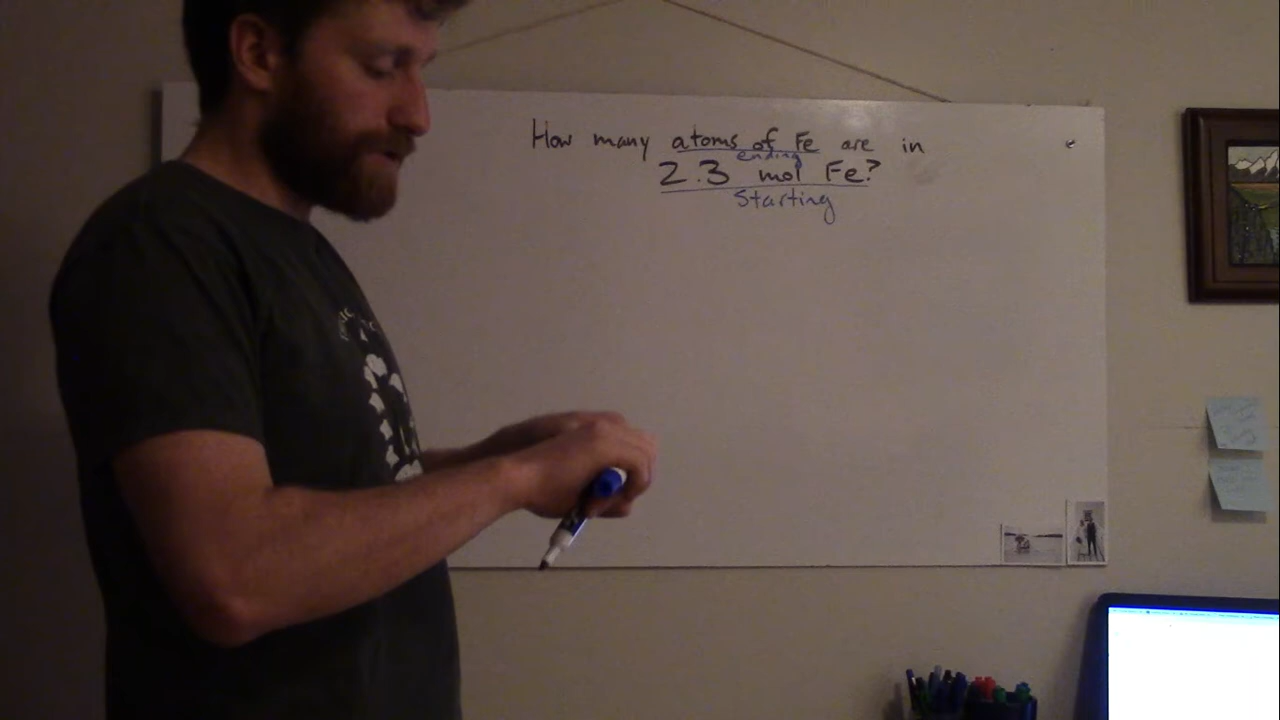 How many atoms of Fe are in
ending
2.3 mol Fe?
Starting